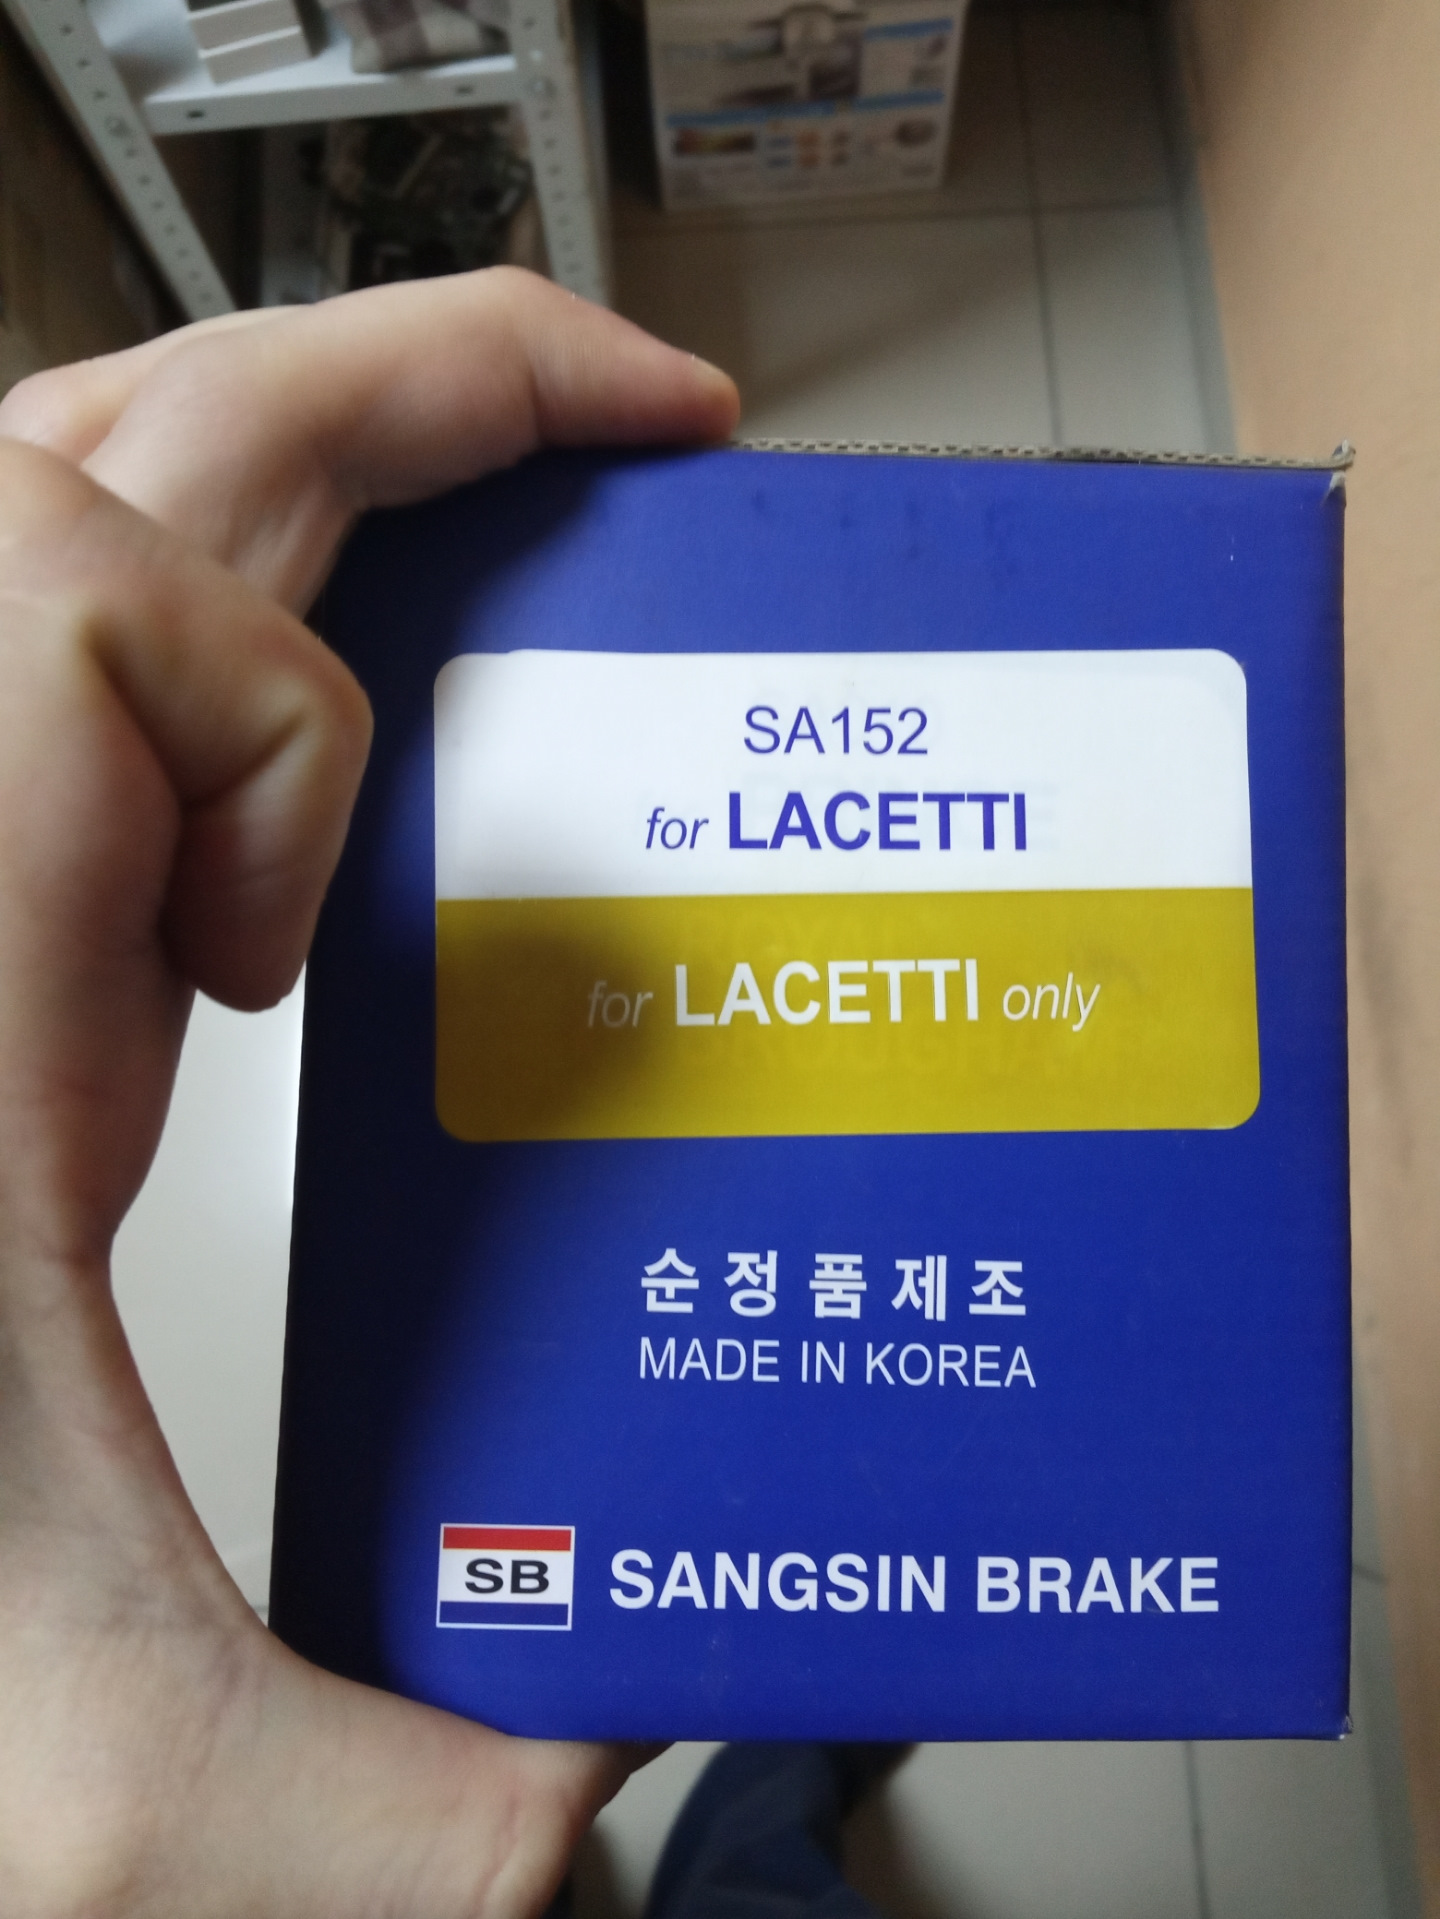 SA152
for LACETTI
for LACETTI only
순정품제조
MADE IN KOREA
SB SANGSIN BRAKE